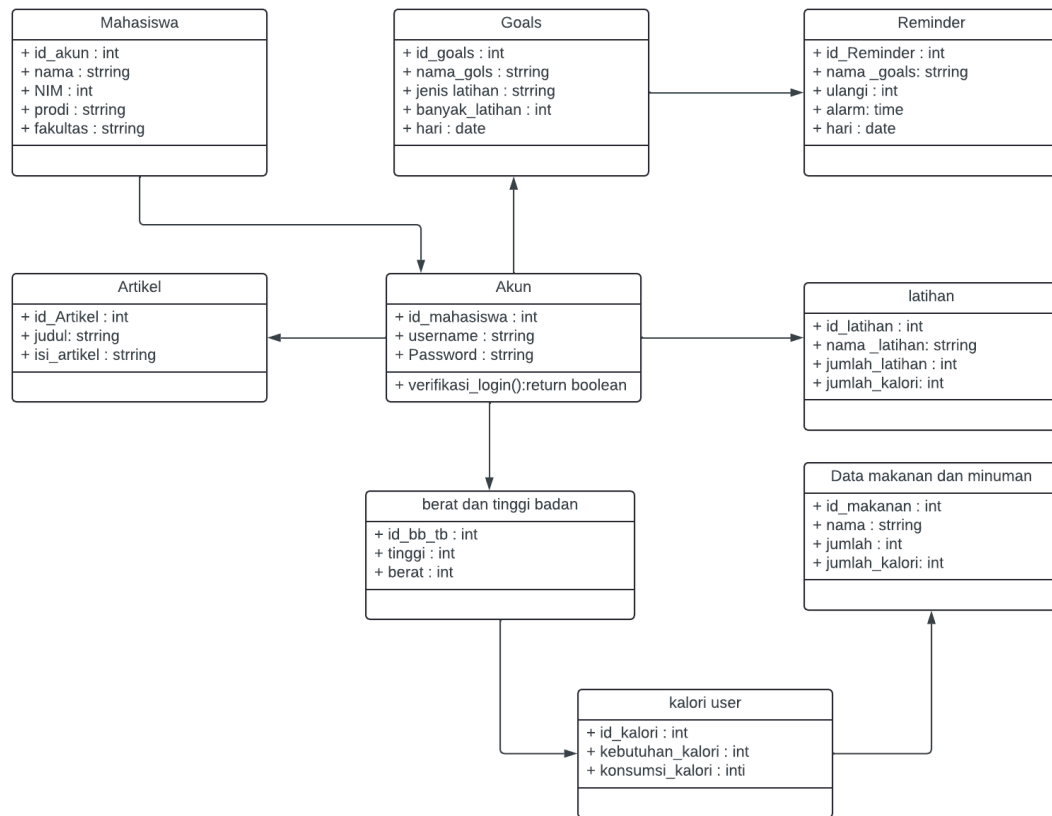 Mahasiswa
+ id_akun : int
+ nama : strring
+ NIM : int
+ prodi : strring
+ fakultas : strring
Goals
+ id_goals : int
+ nama_gols : strring
+ jenis latihan : strring
+ banyak_latihan : int
+ hari : date
Reminder
+ id_Reminder : int
+ nama _goals: strring
+ ulangi : int
+ alarm: time
+ hari : date
Artikel
+ id_Artikel : int
+ judul: strring
+ isi_artikel : strring
Akun
+ id_mahasiswa : int
+ username : strring
+ Password : strring
+ verifikasi_login():return boolean
latihan
+ id_latihan : int
+ nama _latihan: strring
+ jumlah_latihan : int
+ jumlah_kalori: int
berat dan tinggi badan
+ id_bb_tb : int
+ tinggi : int
+ berat : int
Data makanan dan minuman
+ id_makanan : int
+ nama : strring
+ jumlah : int
+ jumlah_kalori: int
kalori user
+ id_kalori : int
+ kebutuhan_kalori : int
+ konsumsi_kalori : inti